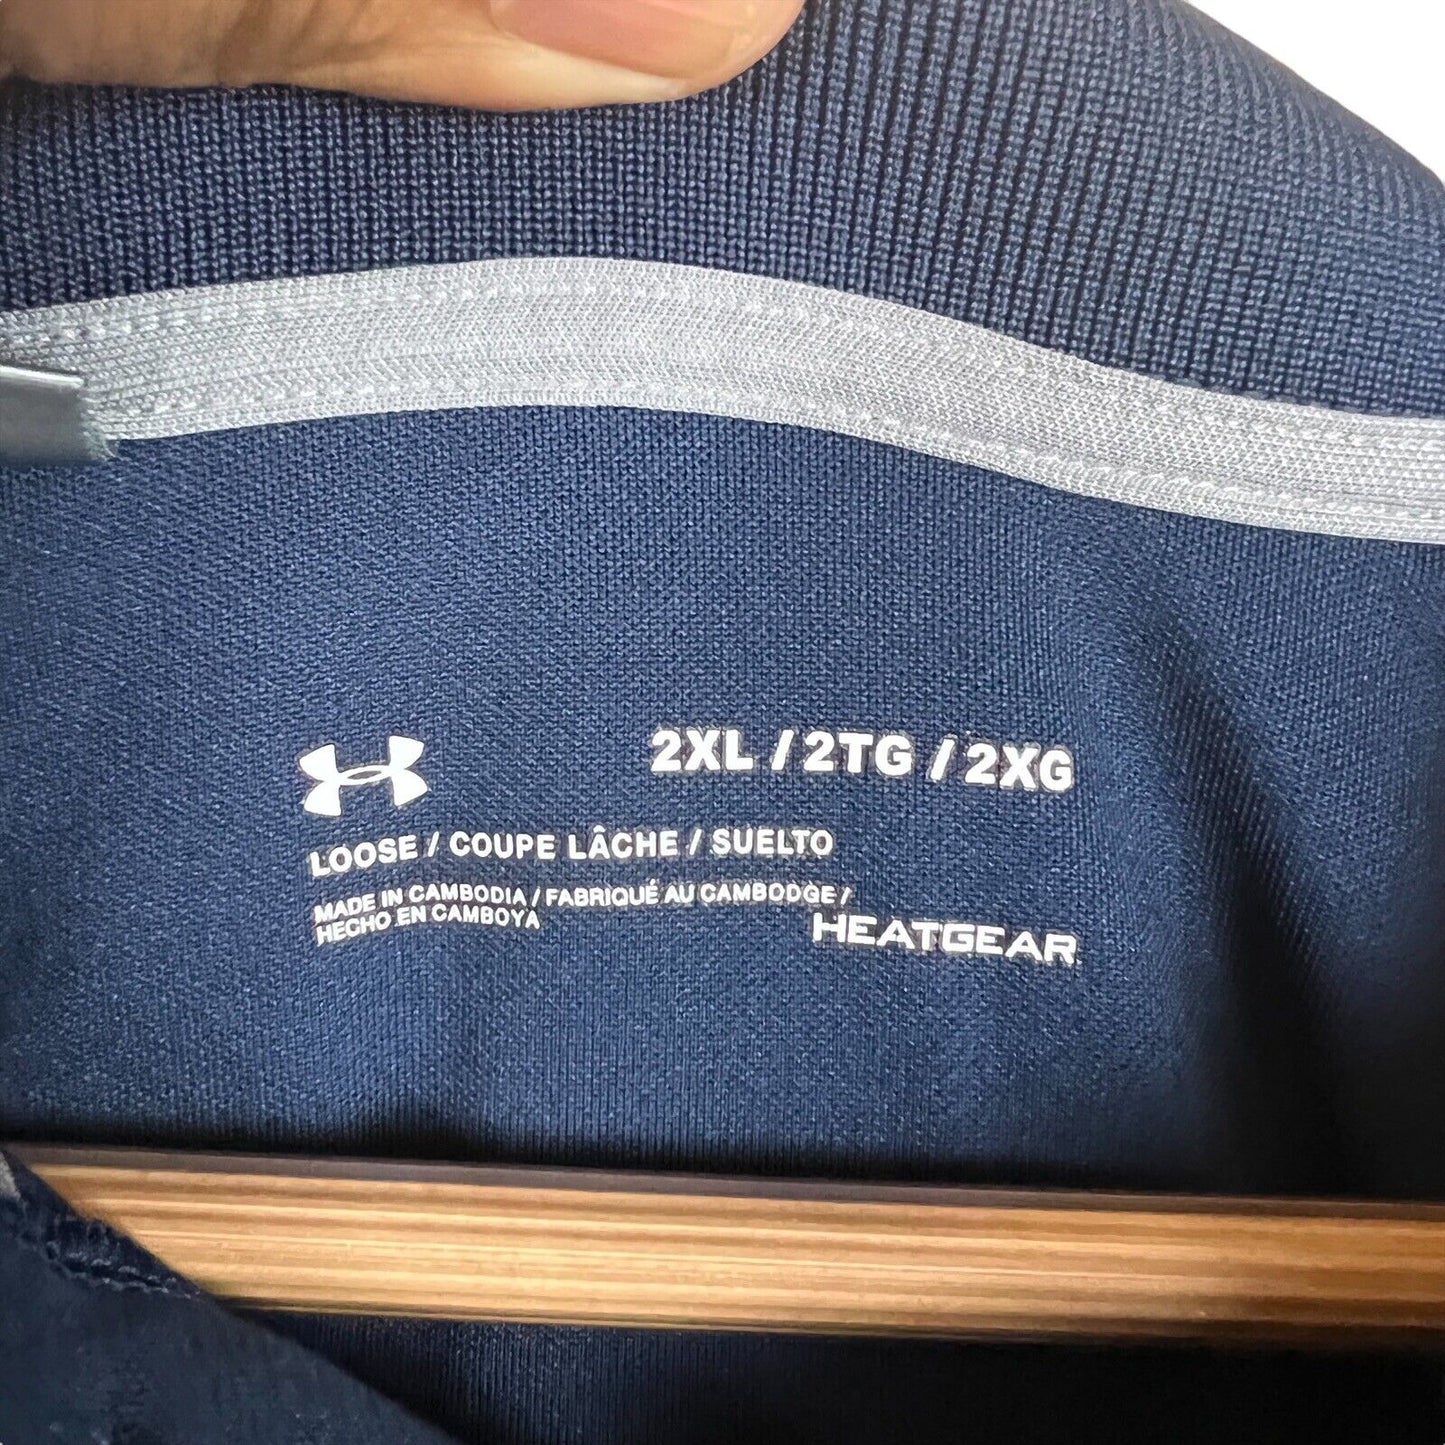 2XL / 2TG / 2XG
LOOSE / COUPE LÂCHE / SUELTO
MADE IN CAMBODIA / FABRIQUÉ AU CAMBODGE /
HECHO EN CAMBOYA
HEATGEAR